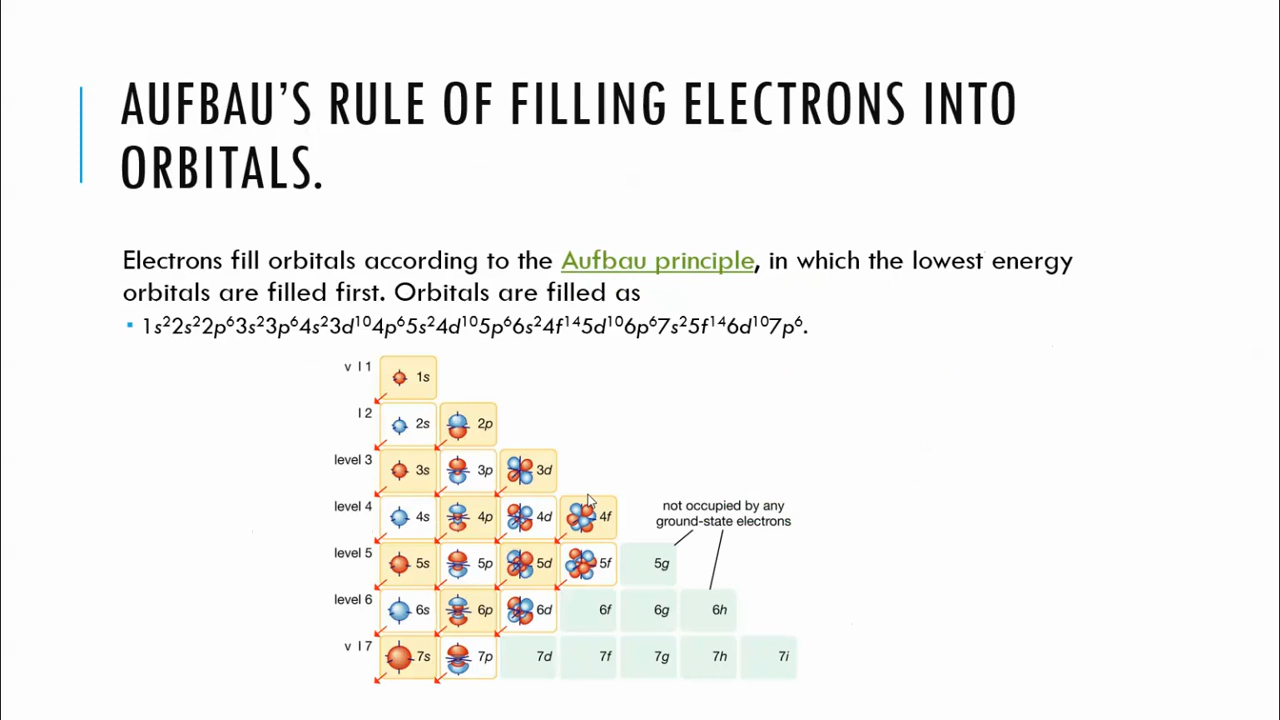 AUFBAU'S RULE OF FILLING ELECTRONS INTO
ORBITALS.
Electrons fill orbitals according to the Aufbau principle, in which the lowest energy
orbitals are filled first. Orbitals are filled as
▪ 1s²2s²2p⁶3s²3p⁶4s²3d¹⁰4p⁶5s²4d¹⁰5p⁶6s²4f¹⁴5d¹⁰6p⁶7s²5f¹⁴6d¹⁰7p⁶.
v l 1 1s
l 2 2s 2p
level 3 3s 3p 3d
level 4 4s 4p 4d 4f
not occupied by any
ground-state electrons
level 5 5s 5p 5d 5f 5g
level 6 6s 6p 6d 6f 6g 6h
v l 7 7s 7p 7d 7f 7g 7h 7i